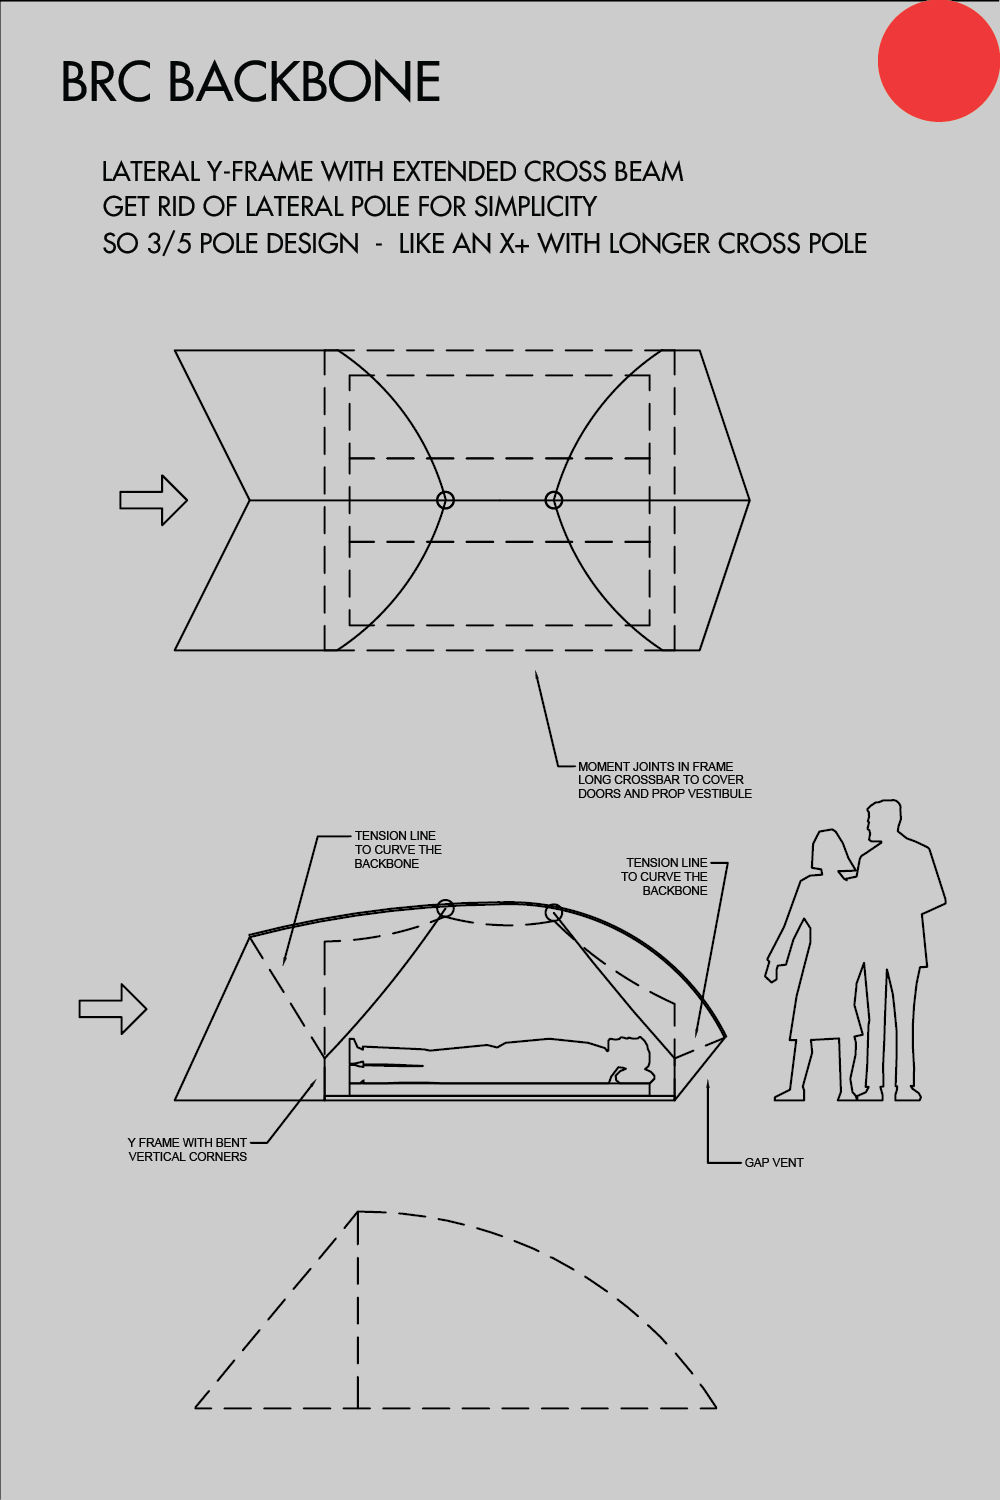 BRC BACKBONE
LATERAL Y-FRAME WITH EXTENDED CROSS BEAM
GET RID OF LATERAL POLE FOR SIMPLICITY
SO 3/5 POLE DESIGN - LIKE AN X+ WITH LONGER CROSS POLE
MOMENT JOINTS IN FRAME
LONG CROSSBAR TO COVER
DOORS AND PROP VESTIBULE
TENSION LINE
TO CURVE THE
BACKBONE
TENSION LINE
TO CURVE THE
BACKBONE
Y FRAME WITH BENT
VERTICAL CORNERS
GAP VENT